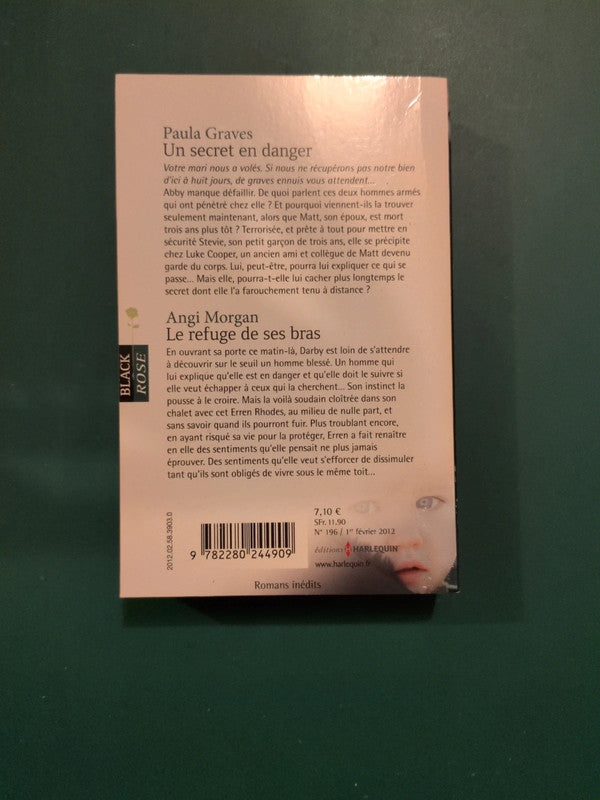 Paula Graves
Un secret en danger
Votre mari nous a volés. Si nous ne récupérons pas notre bien
d'ici à huit jours, de graves ennuis vous attendent...
Abby manque défaillir. De quoi parlent ces deux hommes armés
qui ont pénétré chez elle ? Et pourquoi viennent-ils la trouver
seulement maintenant, alors que Matt, son époux, est mort
trois ans plus tôt ? Terrorisée, et prête à tout pour mettre en
sécurité Stevie, son petit garçon de trois ans, elle se précipite
chez Luke Cooper, un ancien ami et collègue de Matt devenu
garde du corps. Lui, peut-être, pourra lui expliquer ce qui se
passe... Mais elle, pourra-t-elle lui cacher plus longtemps le
secret dont elle l'a farouchement tenu à distance ?
Angi Morgan
Le refuge de ses bras
En ouvrant sa porte ce matin-là, Darby est loin de s'attendre
à découvrir sur le seuil un homme blessé. Un homme qui
lui explique qu'elle est en danger et qu'elle doit le suivre si
elle veut échapper à ceux qui la cherchent... Son instinct la
pousse à le croire. Mais la voilà soudain cloîtrée dans son
chalet avec cet Erren Rhodes, au milieu de nulle part, et
sans savoir quand ils pourront fuir. Plus troublant encore,
en ayant risqué sa vie pour la protéger, Erren a fait renaître
en elle des sentiments qu'elle pensait ne plus jamais
éprouver. Des sentiments qu'elle veut s'efforcer de dissimuler
tant qu'ils sont obligés de vivre sous le même toit...
BLACK
ROSE
2012.02.58.3903.0
9 782280 244909
7,10 €
SFr. 11,90
N° 196 / 1er février 2012
éditions HARLEQUIN
www.harlequin.fr
Romans inédits